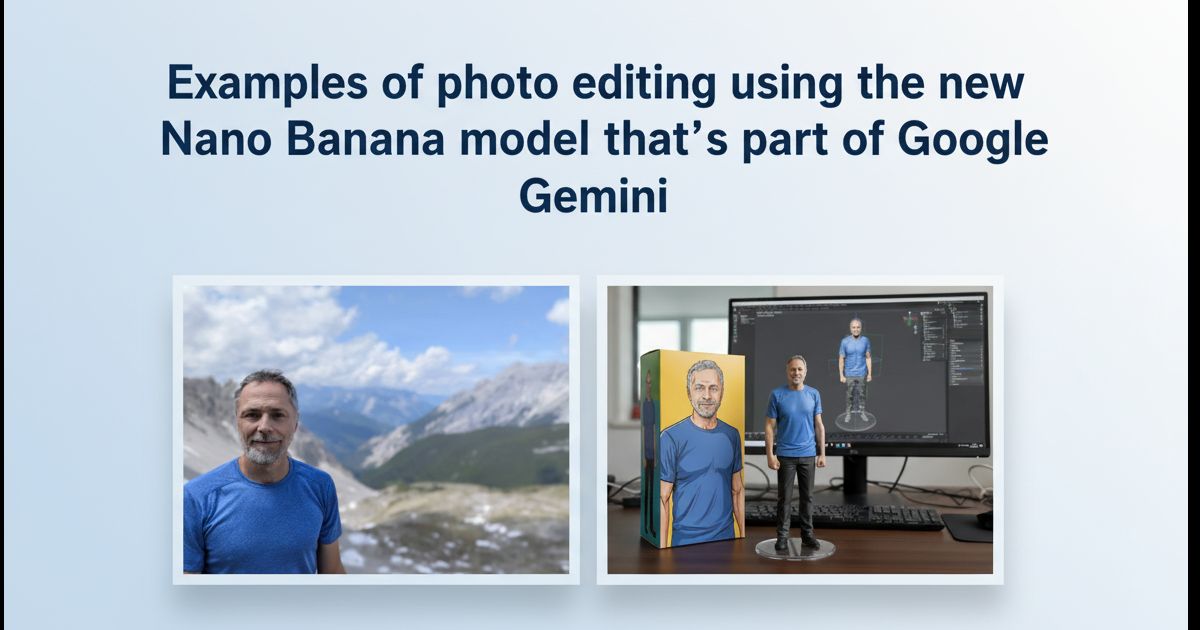 Examples of photo editing using the new
Nano Banana model that’s part of Google
Gemini